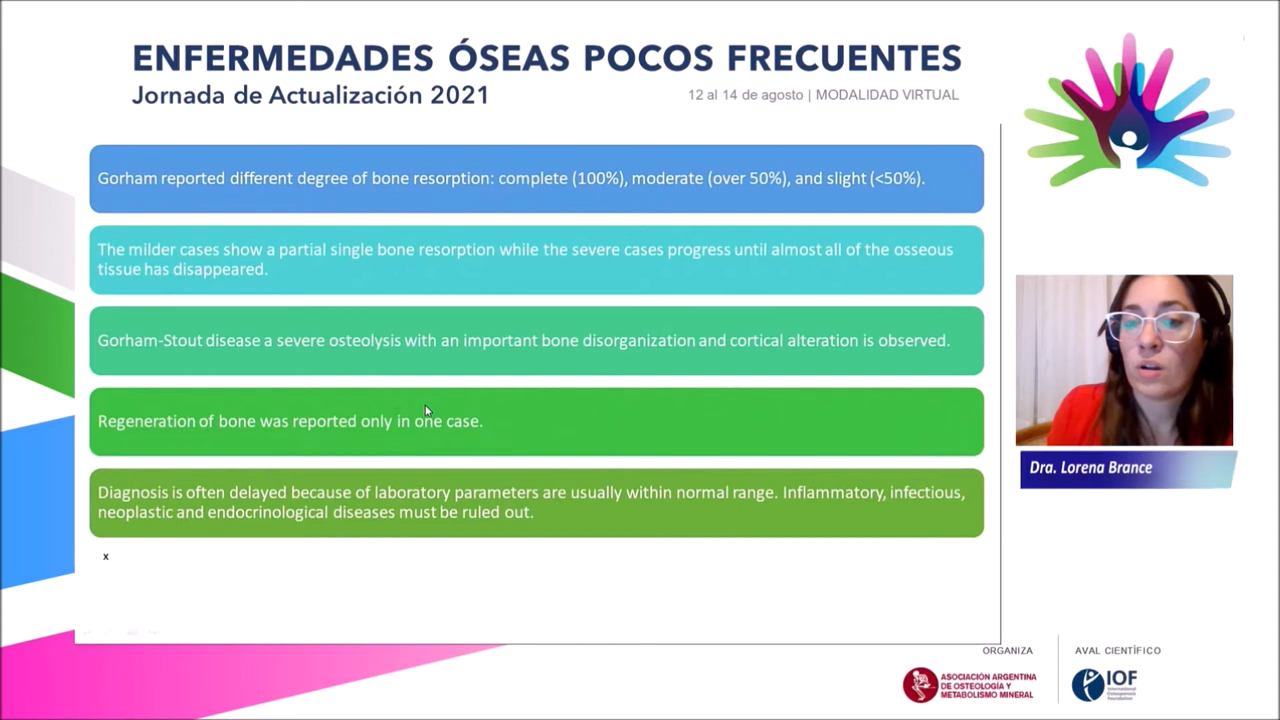 ENFERMEDADES ÓSEAS POCOS FRECUENTES
Jornada de Actualización 2021
12 al 14 de agosto | MODALIDAD VIRTUAL
Gorham reported different degree of bone resorption: complete (100%), moderate (over 50%), and slight (<50%).
The milder cases show a partial single bone resorption while the severe cases progress until almost all of the osseous
tissue has disappeared.
Gorham-Stout disease a severe osteolysis with an important bone disorganization and cortical alteration is observed.
Regeneration of bone was reported only in one case.
Diagnosis is often delayed because of laboratory parameters are usually within normal range. Inflammatory, infectious,
neoplastic and endocrinological diseases must be ruled out.
x
Dra. Lorena Brance
ORGANIZA
ASOCIACIÓN ARGENTINA
DE OSTEOLOGÍA Y
METABOLISMO MINERAL
AVAL CIENTÍFICO
IOF
International
Osteoporosis
Foundation